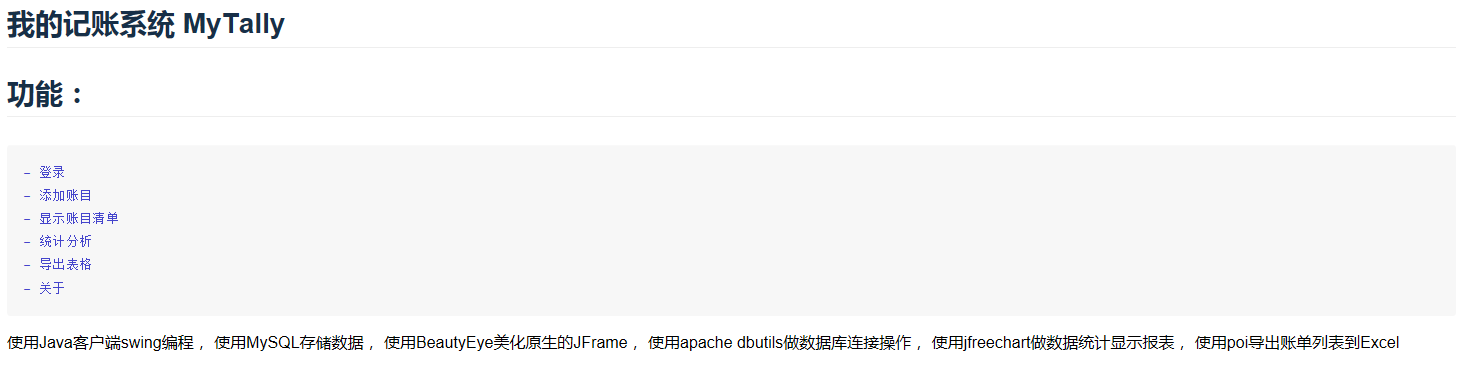 我的记账系统 MyTally
功能：
- 登录
- 添加账目
- 显示账目清单
- 统计分析
- 导出表格
- 关于
使用Java客户端swing编程， 使用MySQL存储数据， 使用BeautyEye美化原生的JFrame， 使用apache dbutils做数据库连接操作， 使用jfreechart做数据统计显示报表， 使用poi导出账单列表到Excel